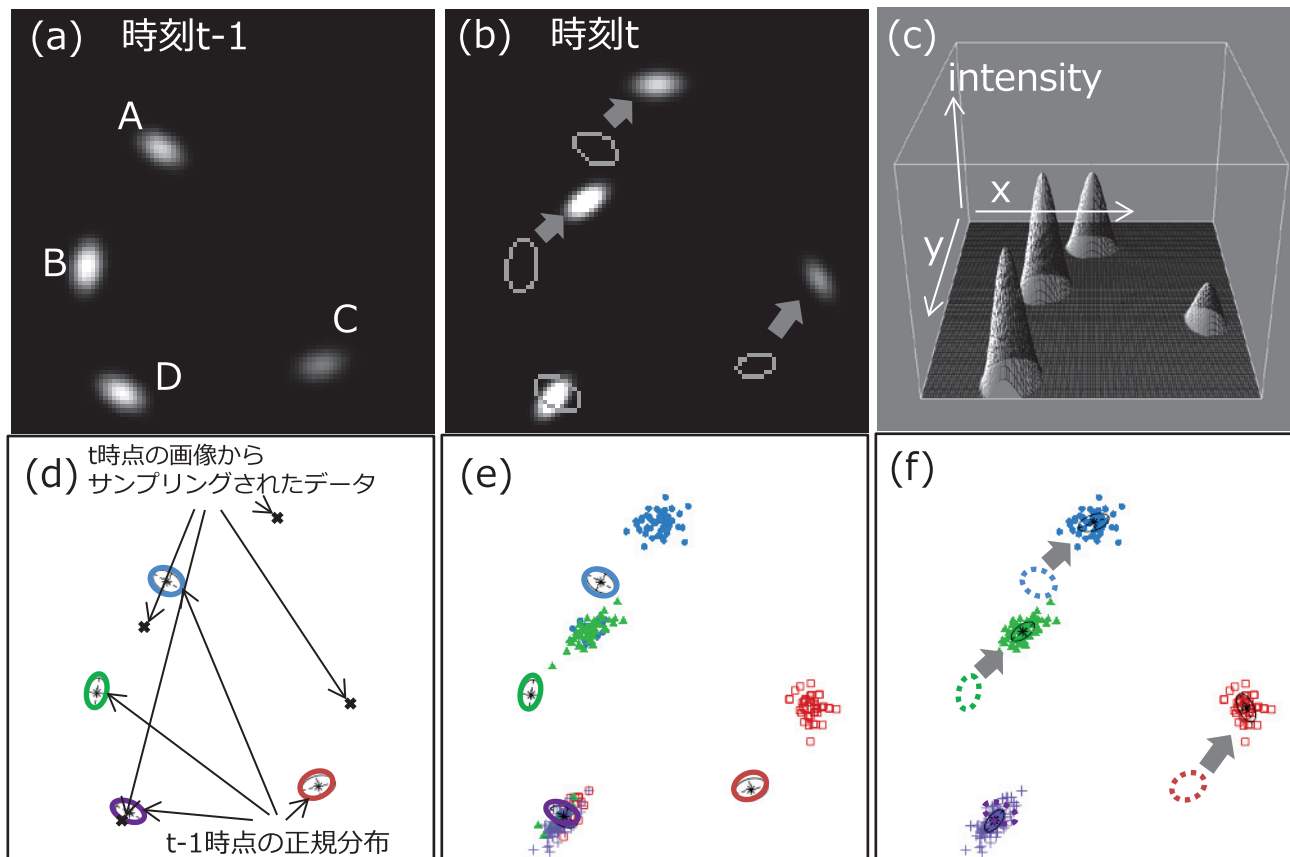 (a) 時刻t-1
A
B
C
D
(b) 時刻t
(c)
intensity
x
y
(d)
t時点の画像から
サンプリングされたデータ
t-1時点の正規分布
(e)
(f)